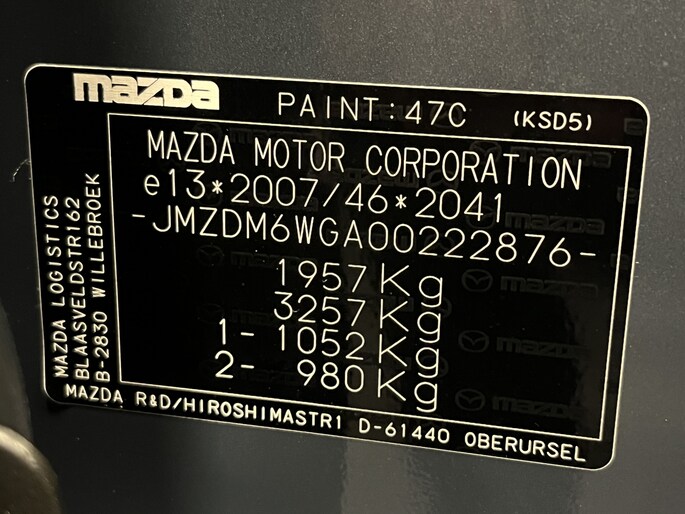 mazda
PAINT:47C (KSD5)
MAZDA MOTOR CORPORATION
e13*2007/46*2041
-JMZDM6WGA00222876-
1957Kg
3257Kg
1- 1052Kg
2- 980Kg
MAZDA LOGISTICS
BLAASVELDSTR162
B-2830 WILLEBROEK
MAZDA R&D/HIROSHIMASTR1 D-61440 OBERURSEL